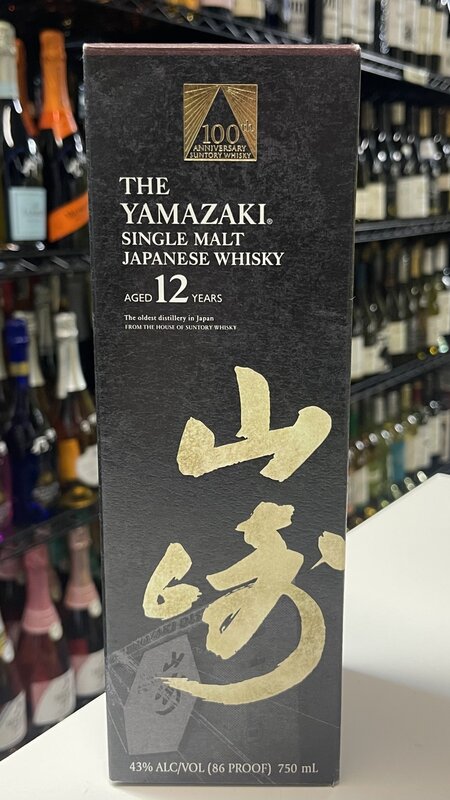 100th
ANNIVERSARY
SUNTORY WHISKY
THE
YAMAZAKI®
SINGLE MALT
JAPANESE WHISKY
AGED 12 YEARS
The oldest distillery in Japan
FROM THE HOUSE OF SUNTORY WHISKY
山
崎
43% ALC/VOL (86 PROOF) 750 mL